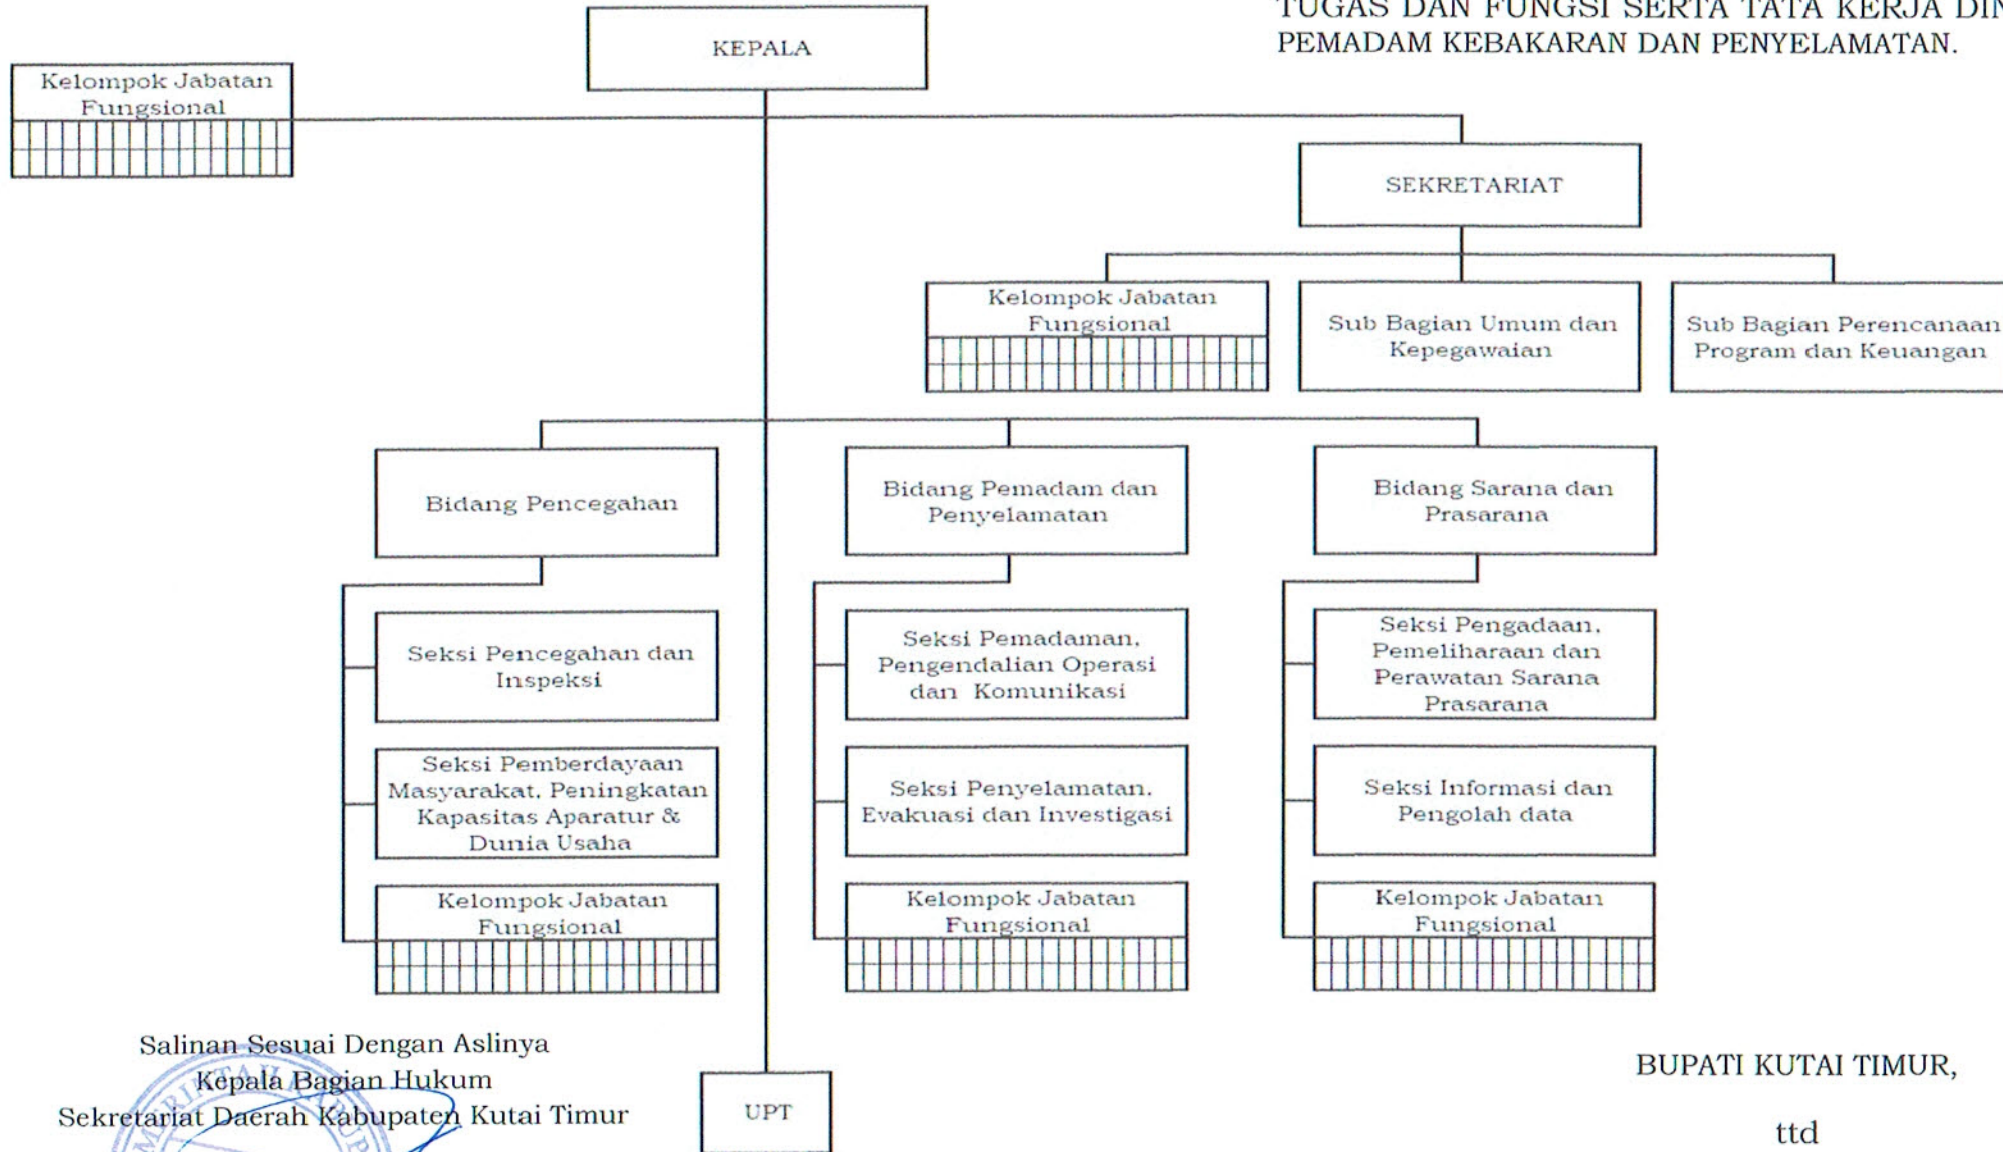 TUGAS DAN FUNGSI SERTA TATA KERJA DIN
PEMADAM KEBAKARAN DAN PENYELAMATAN.
KEPALA
Kelompok Jabatan
Fungsional
SEKRETARIAT
Kelompok Jabatan
Fungsional
Sub Bagian Umum dan
Kepegawaian
Sub Bagian Perencanaan
Program dan Keuangan
Bidang Pencegahan
Bidang Pemadam dan
Penyelamatan
Bidang Sarana dan
Prasarana
Seksi Pencegahan dan
Inspeksi
Seksi Pemadaman,
Pengendalian Operasi
dan Komunikasi
Seksi Pengadaan,
Pemeliharaan dan
Perawatan Sarana
Prasarana
Seksi Pemberdayaan
Masyarakat, Peningkatan
Kapasitas Aparatur &
Dunia Usaha
Seksi Penyelamatan,
Evakuasi dan Investigasi
Seksi Informasi dan
Pengolah data
Kelompok Jabatan
Fungsional
Kelompok Jabatan
Fungsional
Kelompok Jabatan
Fungsional
UPT
Salinan Sesuai Dengan Aslinya
Kepala Bagian Hukum
Sekretariat Daerah Kabupaten Kutai Timur
BUPATI KUTAI TIMUR,
ttd